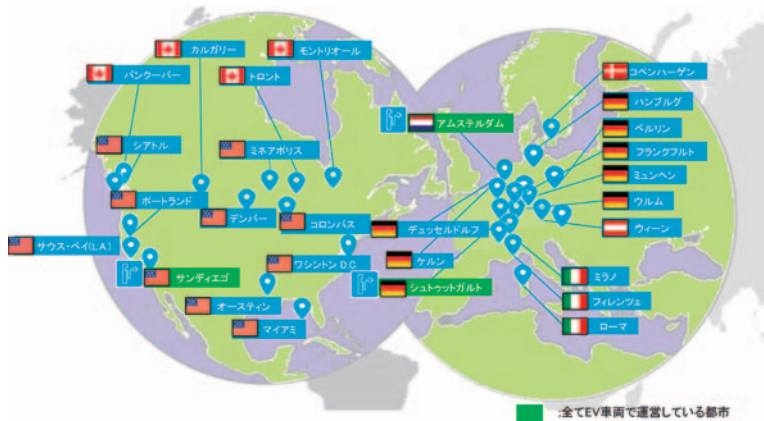 カルガリー
モントリオール
バンクーバー
トロント
コペンハーゲン
ハンブルグ
アムステルダム
ベルリン
シアトル
ミネアポリス
フランクフルト
ミュンヘン
ポートランド
ウルム
デンバー
コロンバス
デュッセルドルフ
ウィーン
サウス・ベイ(L.A.)
ワシントン D.C.
ケルン
サンディエゴ
シュトゥットガルト
ミラノ
オースティン
フィレンツェ
マイアミ
ローマ
:全てEV車両で運営している都市